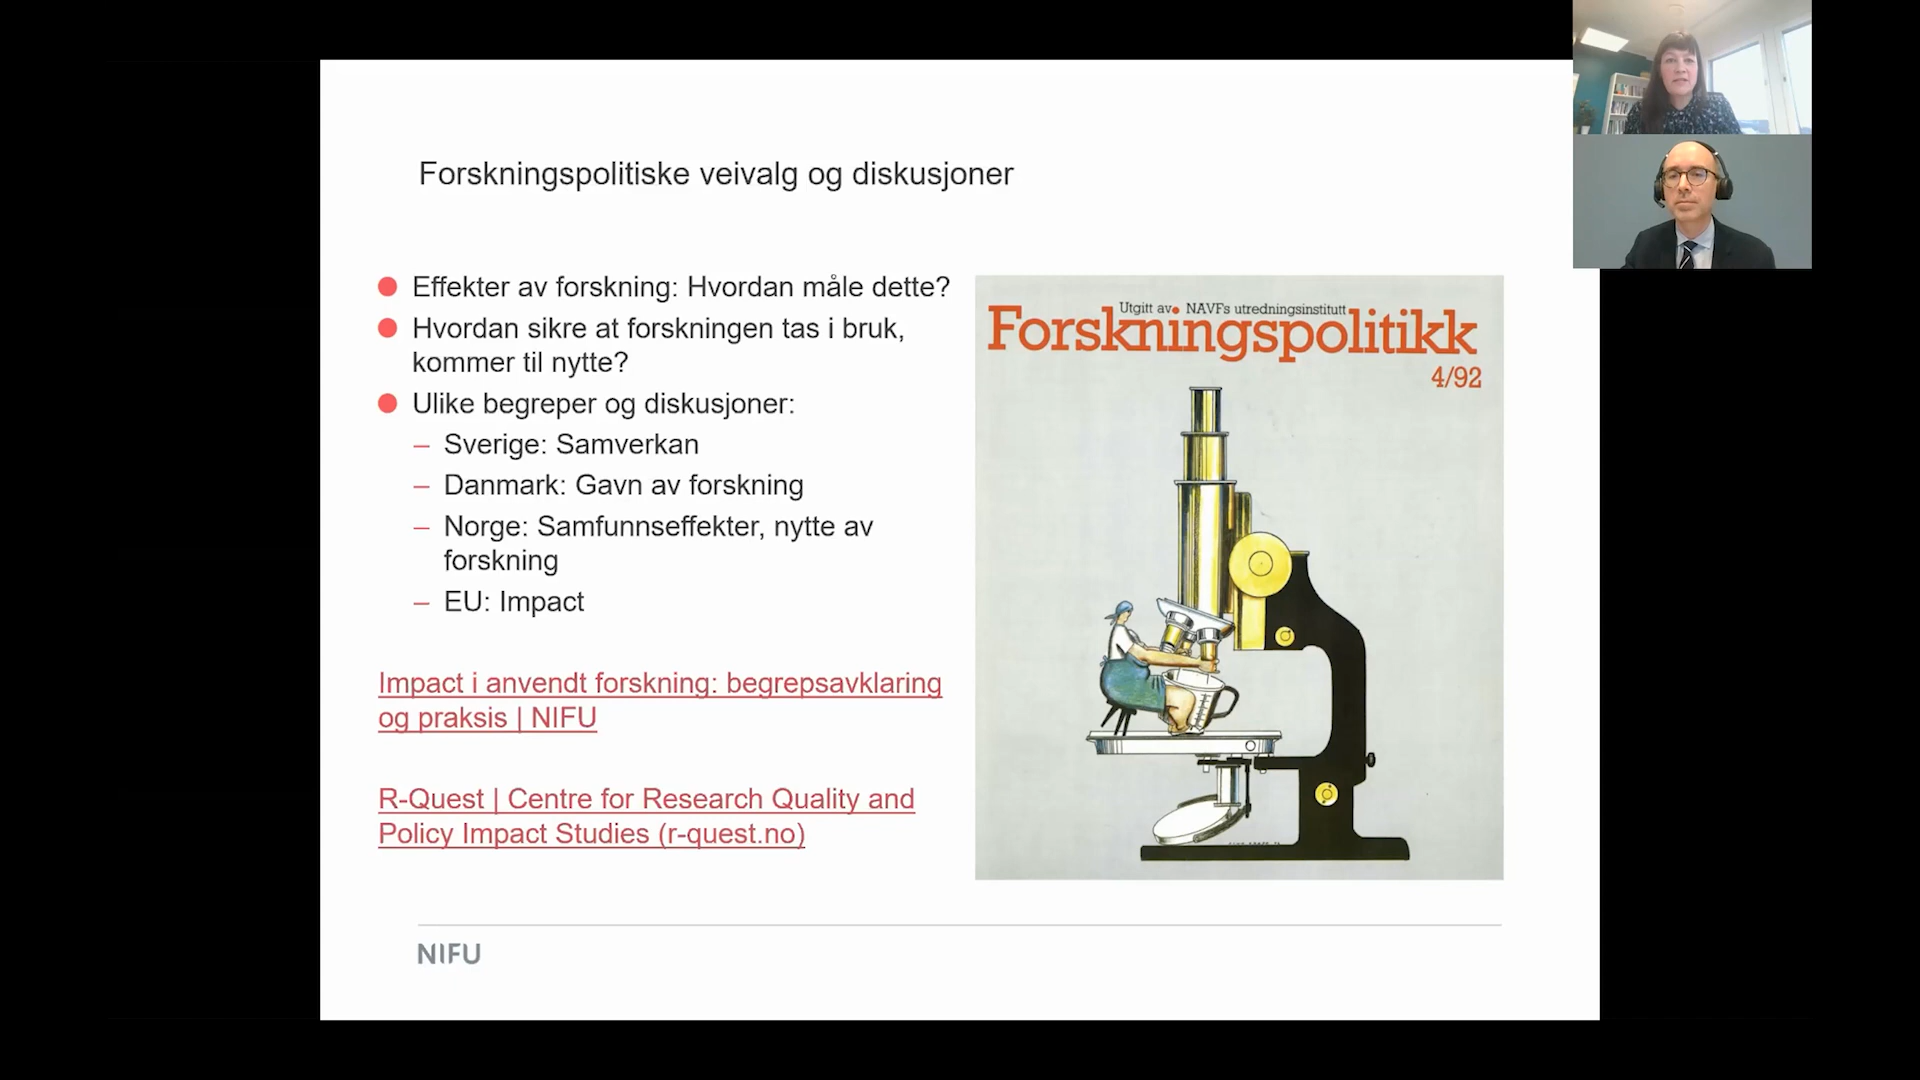 Forskningspolitiske veivalg og diskusjoner
Effekter av forskning: Hvordan måle dette?
Hvordan sikre at forskningen tas i bruk,
kommer til nytte?
Ulike begreper og diskusjoner:
– Sverige: Samverkan
– Danmark: Gavn av forskning
– Norge: Samfunnseffekter, nytte av
forskning
– EU: Impact
Impact i anvendt forskning: begrepsavklaring
og praksis | NIFU
R-Quest | Centre for Research Quality and
Policy Impact Studies (r-quest.no)
Utgitt av NAVFs utredningsinstitutt
Forskningspolitikk
4/92
NIFU